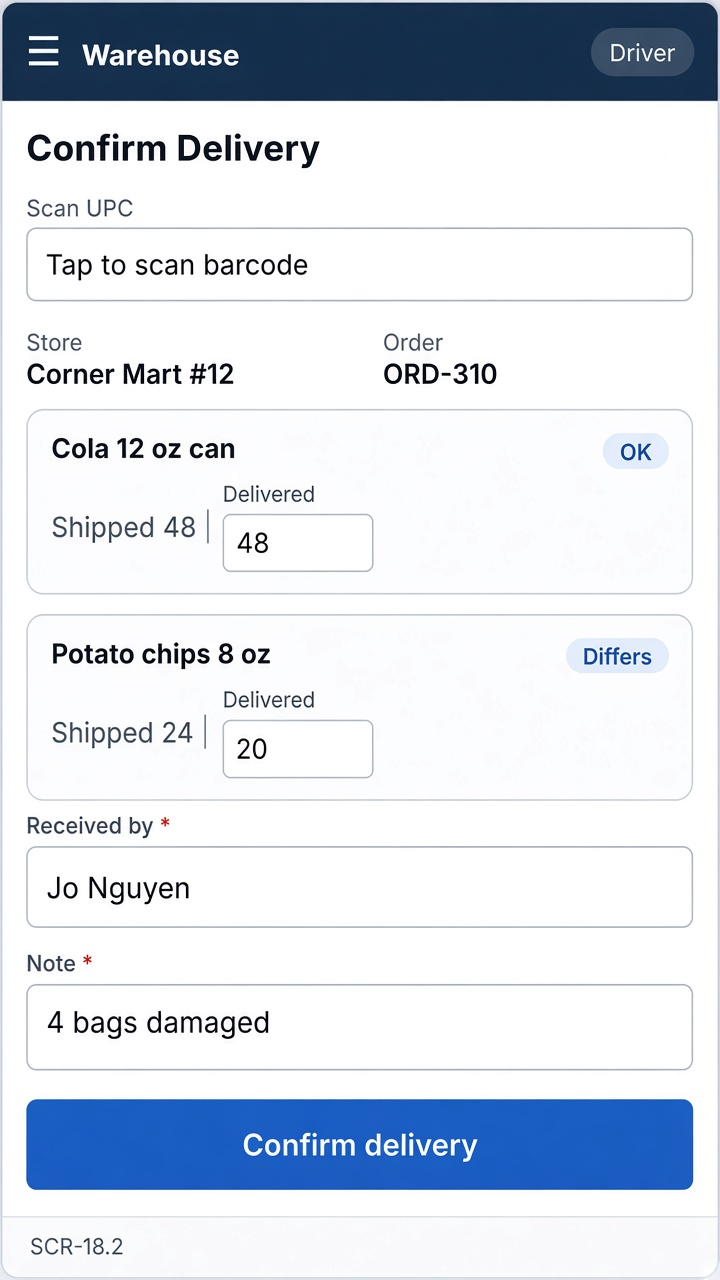 Warehouse
Driver
Confirm Delivery
Scan UPC
Tap to scan barcode
Store
Order
Corner Mart #12
ORD-310
Cola 12 oz can
OK
Delivered
Shipped 48
48
Potato chips 8 oz
Differs
Delivered
Shipped 24
20
Received by *
Jo Nguyen
Note *
4 bags damaged
Confirm delivery
SCR-18.2